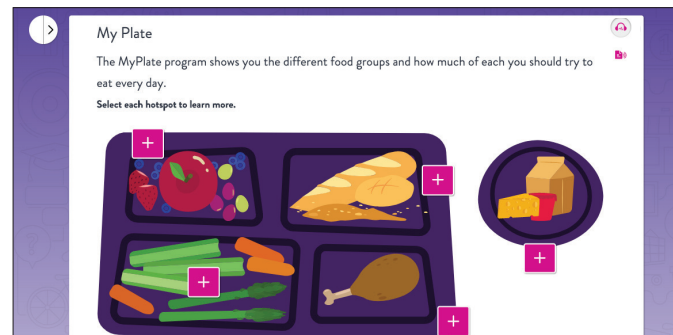 My Plate
The MyPlate program shows you the different food groups and how much of each you should try to
eat every day.
Select each hotspot to learn more.